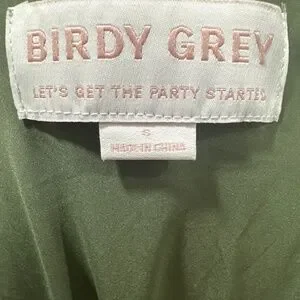 BIRDY GREY
LET'S GET THE PARTY STARTED
S
MADE IN CHINA